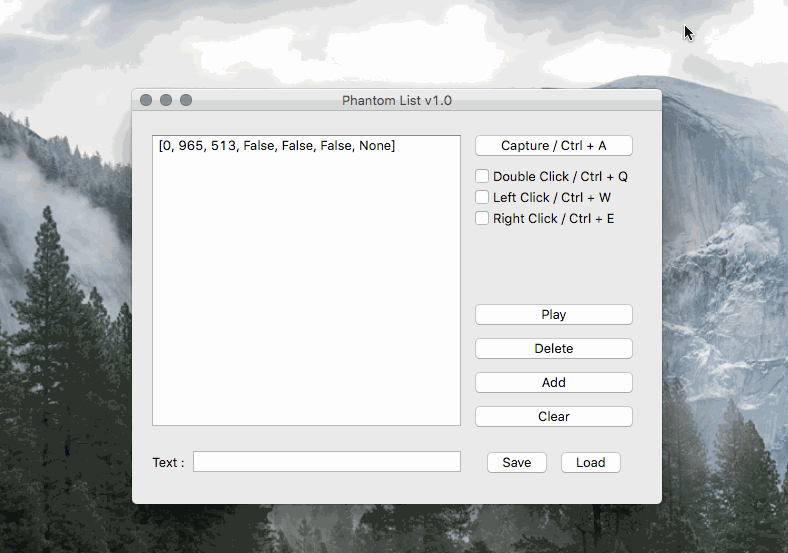 Phantom List v1.0
[0, 965, 513, False, False, False, None]
Capture / Ctrl + A
Double Click / Ctrl + Q
Left Click / Ctrl + W
Right Click / Ctrl + E
Play
Delete
Add
Clear
Text :
Save
Load